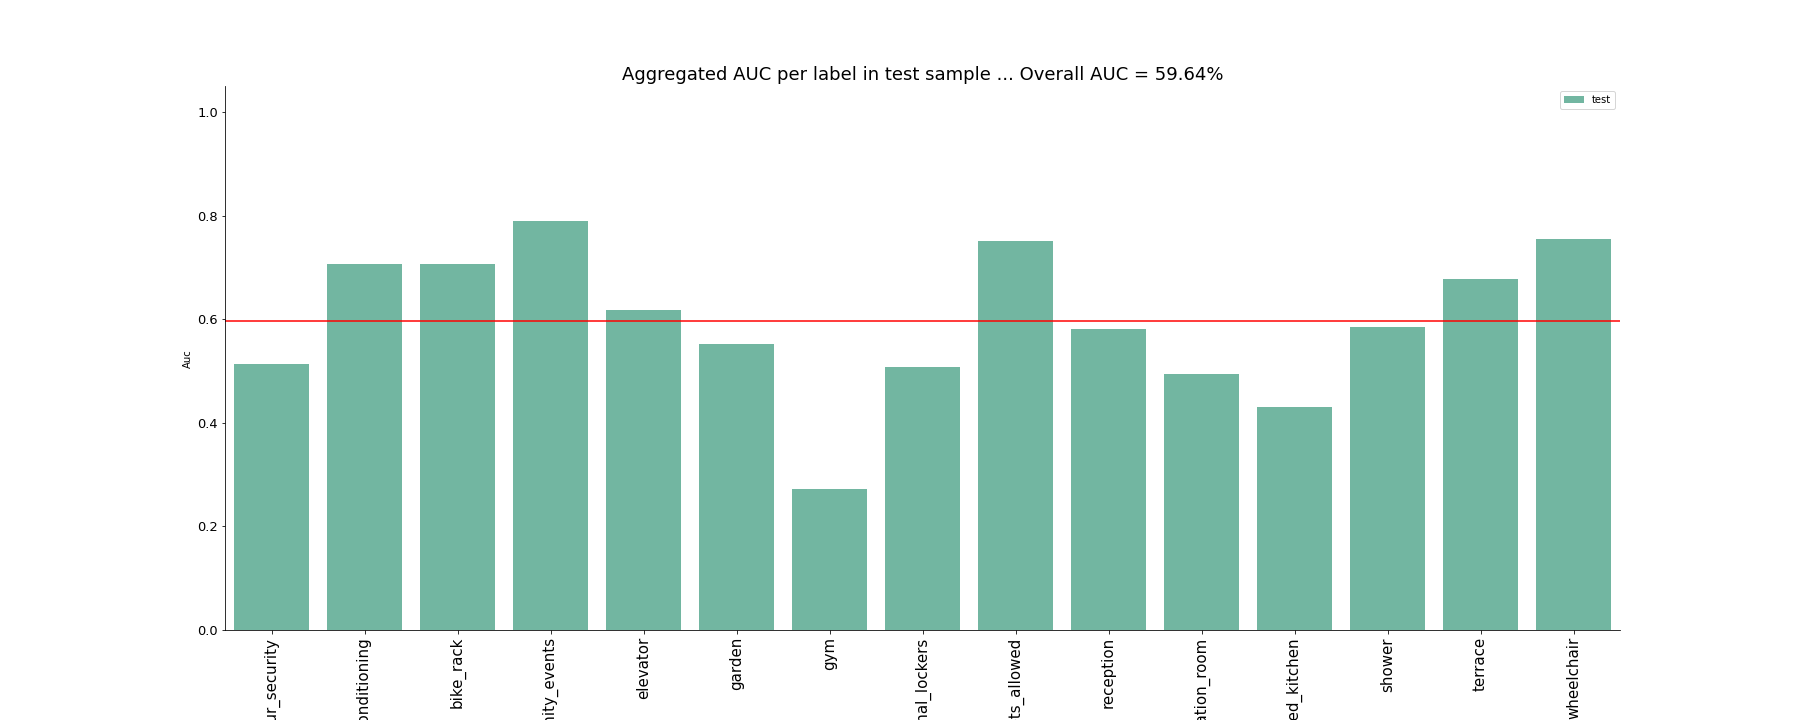 Aggregated AUC per label in test sample ... Overall AUC = 59.64%
test
1.0
0.8
0.6
0.4
0.2
0.0
Auc
ur_security
onditioning
bike_rack
nity_events
elevator
garden
gym
nal_lockers
ts_allowed
reception
ation_room
ed_kitchen
shower
terrace
wheelchair